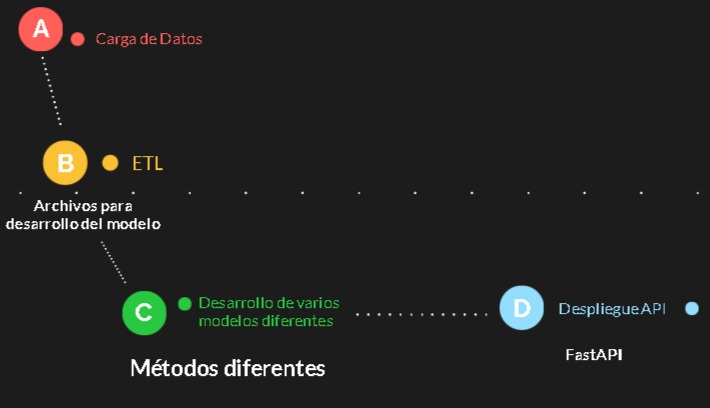 A
Carga de Datos
B
ETL
Archivos para
desarrollo del modelo
C
Desarrollo de varios
modelos diferentes
D
Despliegue API
FastAPI
Métodos diferentes